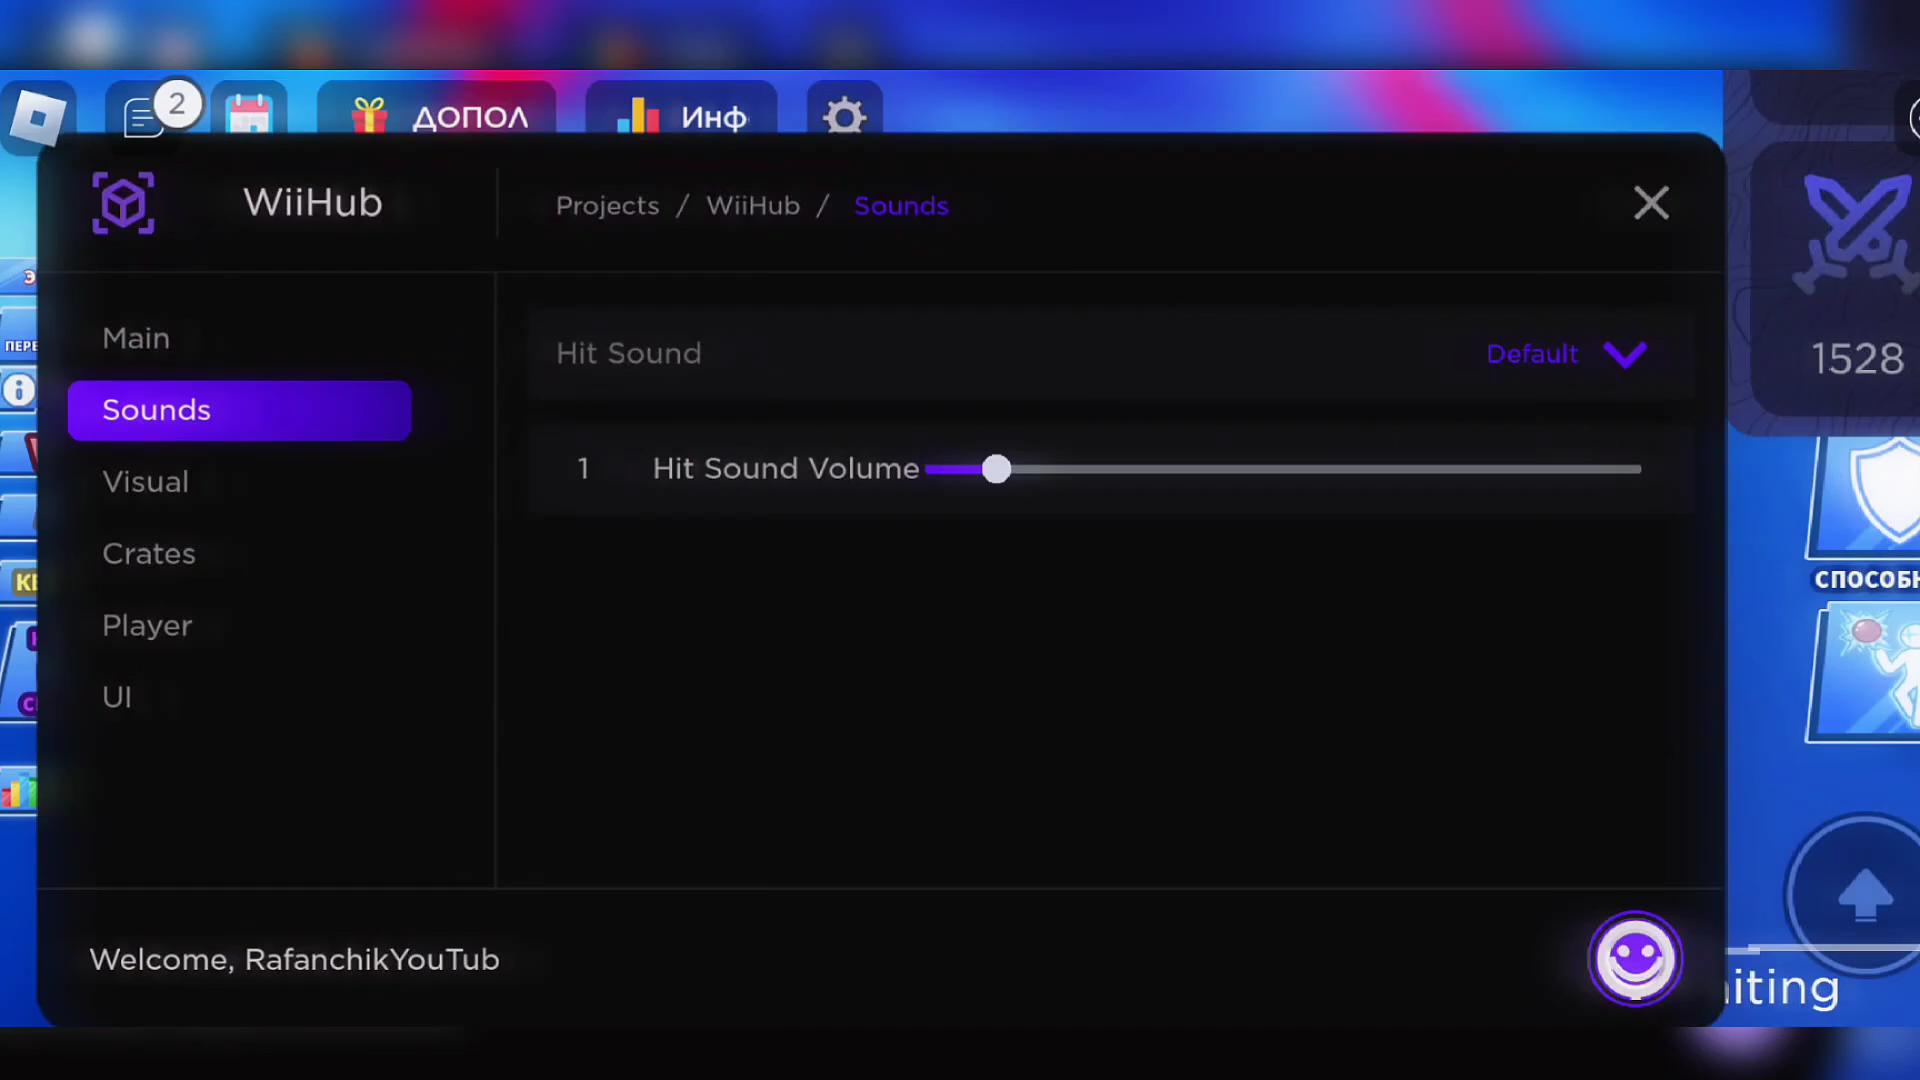 2
ДОПОЛ
Инф
WiiHub
Projects / WiiHub / Sounds
Main
Sounds
Visual
Crates
Player
UI
Hit Sound
Default
1
Hit Sound Volume
1528
СПОСОБН
Welcome, RafanchikYouTub
iting